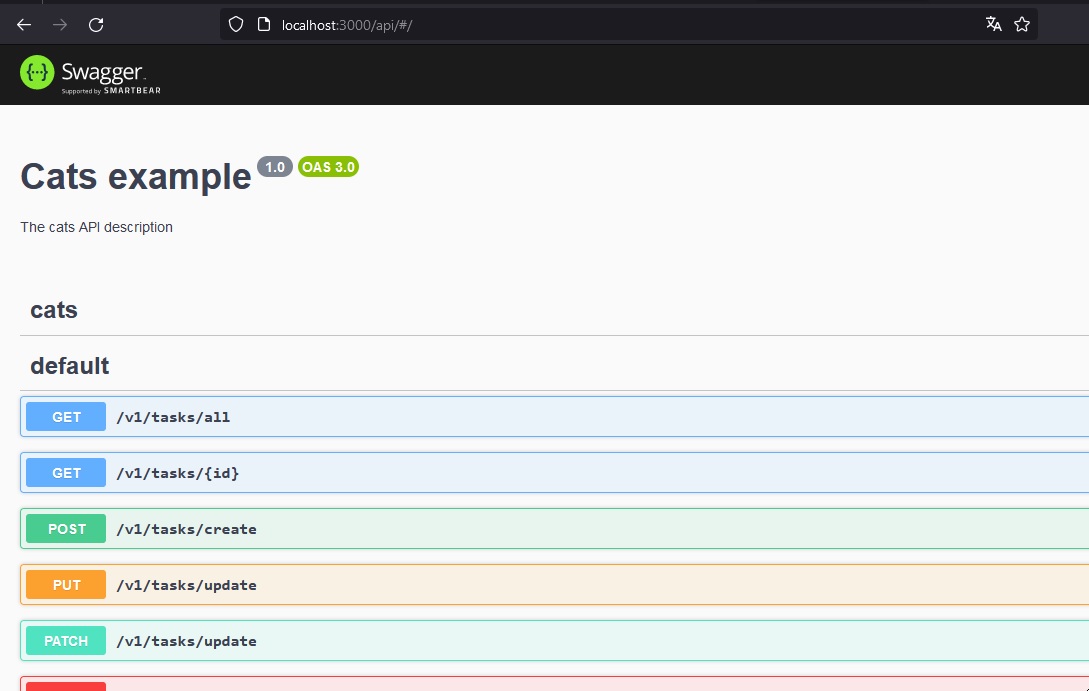 localhost:3000/api/#/
Swagger
Supported by SMARTBEAR
Cats example 1.0 OAS 3.0
The cats API description
cats
default
GET /v1/tasks/all
GET /v1/tasks/{id}
POST /v1/tasks/create
PUT /v1/tasks/update
PATCH /v1/tasks/update